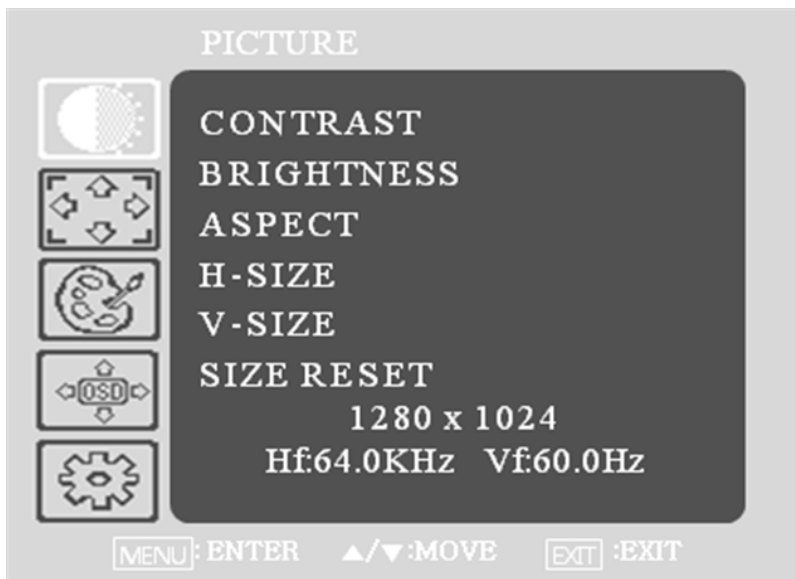 PICTURE
CONTRAST
BRIGHTNESS
ASPECT
H-SIZE
V-SIZE
OSD
SIZE RESET
1280 x 1024
Hf:64.0KHz Vf:60.0Hz
MENU: ENTER ▲/▼:MOVE EXIT :EXIT